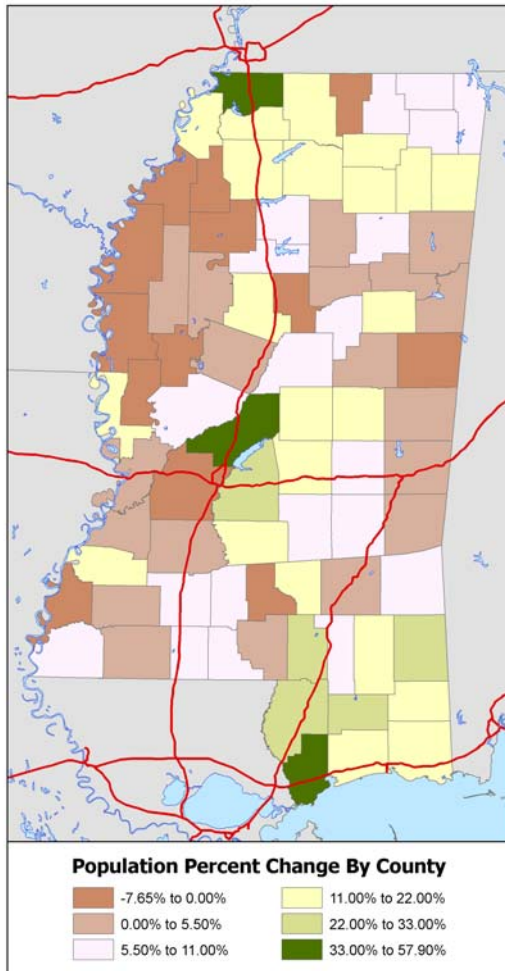 Population Percent Change By County
-7.65% to 0.00%
0.00% to 5.50%
5.50% to 11.00%
11.00% to 22.00%
22.00% to 33.00%
33.00% to 57.90%